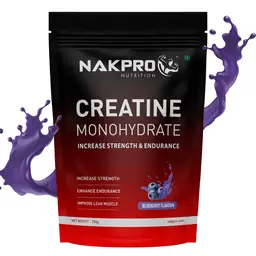 NAKPRO
NUTRITION
CREATINE
MONOHYDRATE
INCREASE STRENGTH & ENDURANCE
INCREASE STRENGTH
ENHANCE ENDURANCE
IMPROVE LEAN MUSCLE
BLUEBERRY FLAVOUR